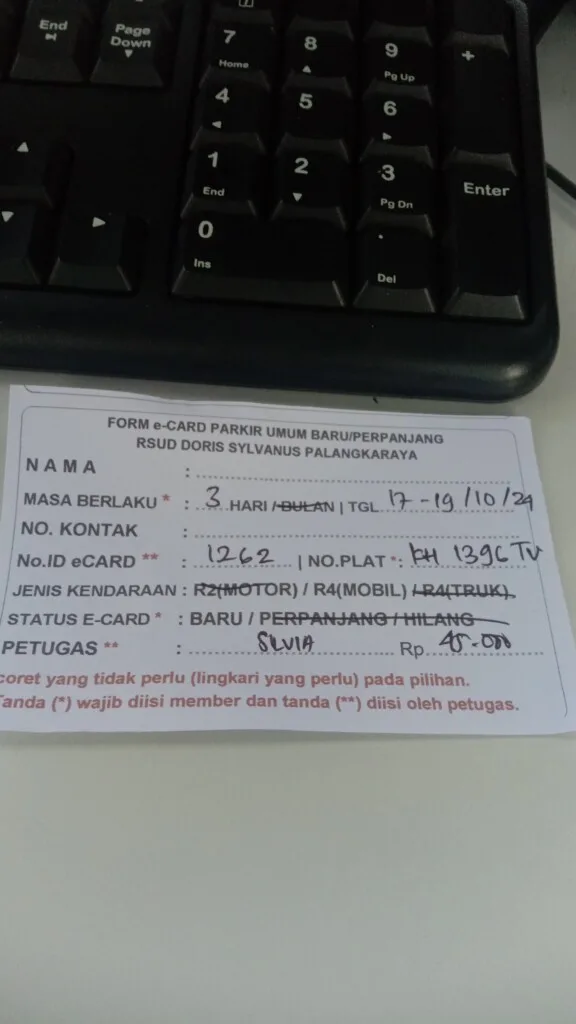 End
Page
Down
7
Home
8
9
Pg Up
+
4
5
6
1
End
2
3
Pg Dn
Enter
0
Ins
.
Del
FORM e-CARD PARKIR UMUM BARU/PERPANJANG
RSUD DORIS SYLVANUS PALANGKARAYA
NAMA :
MASA BERLAKU * : 3 HARI / BULAN | TGL 17-19/10/24
NO. KONTAK :
No.ID eCARD ** : 1262 | NO.PLAT *: KH 1396 TV
JENIS KENDARAAN : R2(MOTOR) / R4(MOBIL) / R4(TRUK)
STATUS E-CARD * : BARU / PERPANJANG / HILANG
PETUGAS ** : SILVIA Rp 45.000
coret yang tidak perlu (lingkari yang perlu) pada pilihan.
Tanda (*) wajib diisi member dan tanda (**) diisi oleh petugas.